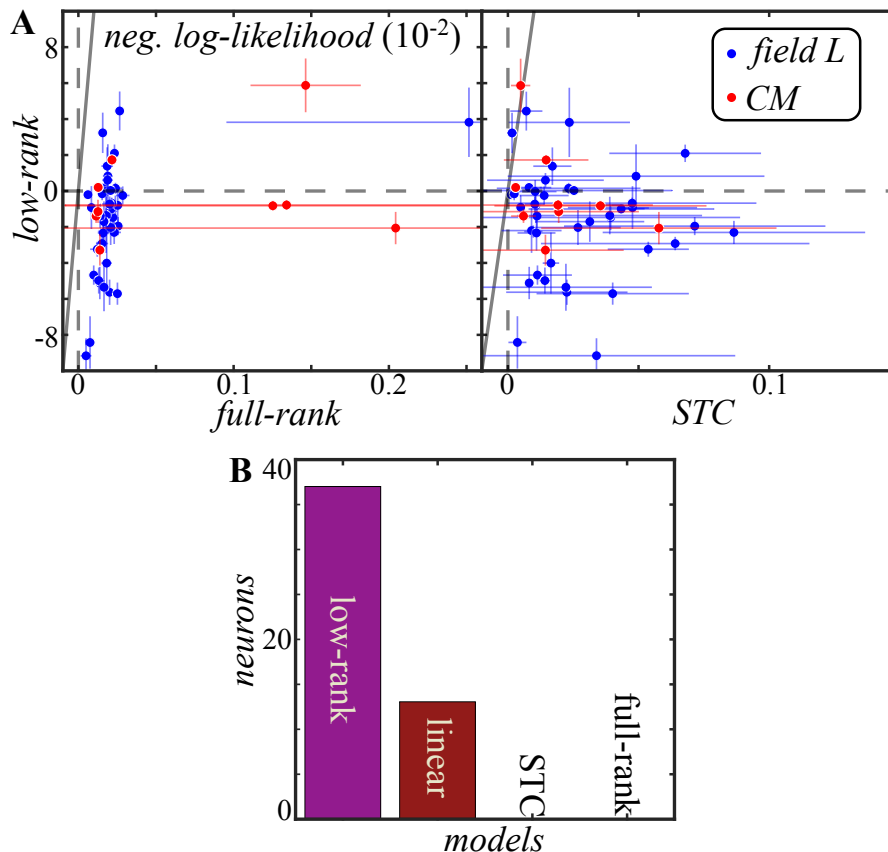 A
neg. log-likelihood (10⁻²)
field L
CM
8
0
-8
low-rank
0
0.1
0.2
full-rank
0
0.1
STC
B
40
20
0
neurons
low-rank
linear
STC
full-rank
models